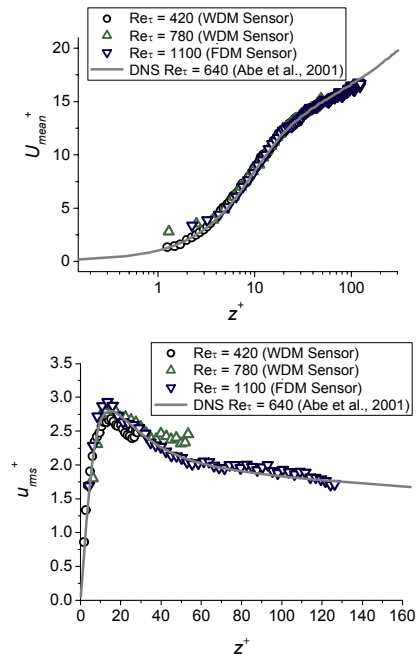 Reτ = 420 (WDM Sensor)
Reτ = 780 (WDM Sensor)
Reτ = 1100 (FDM Sensor)
DNS Reτ = 640 (Abe et al., 2001)
20
15
10
5
0
U_mean^+
1
10
100
z^+
Reτ = 420 (WDM Sensor)
Reτ = 780 (WDM Sensor)
Reτ = 1100 (FDM Sensor)
DNS Reτ = 640 (Abe et al., 2001)
3.5
3.0
2.5
2.0
1.5
1.0
0.5
0.0
u_rms^+
0 20 40 60 80 100 120 140 160
z^+